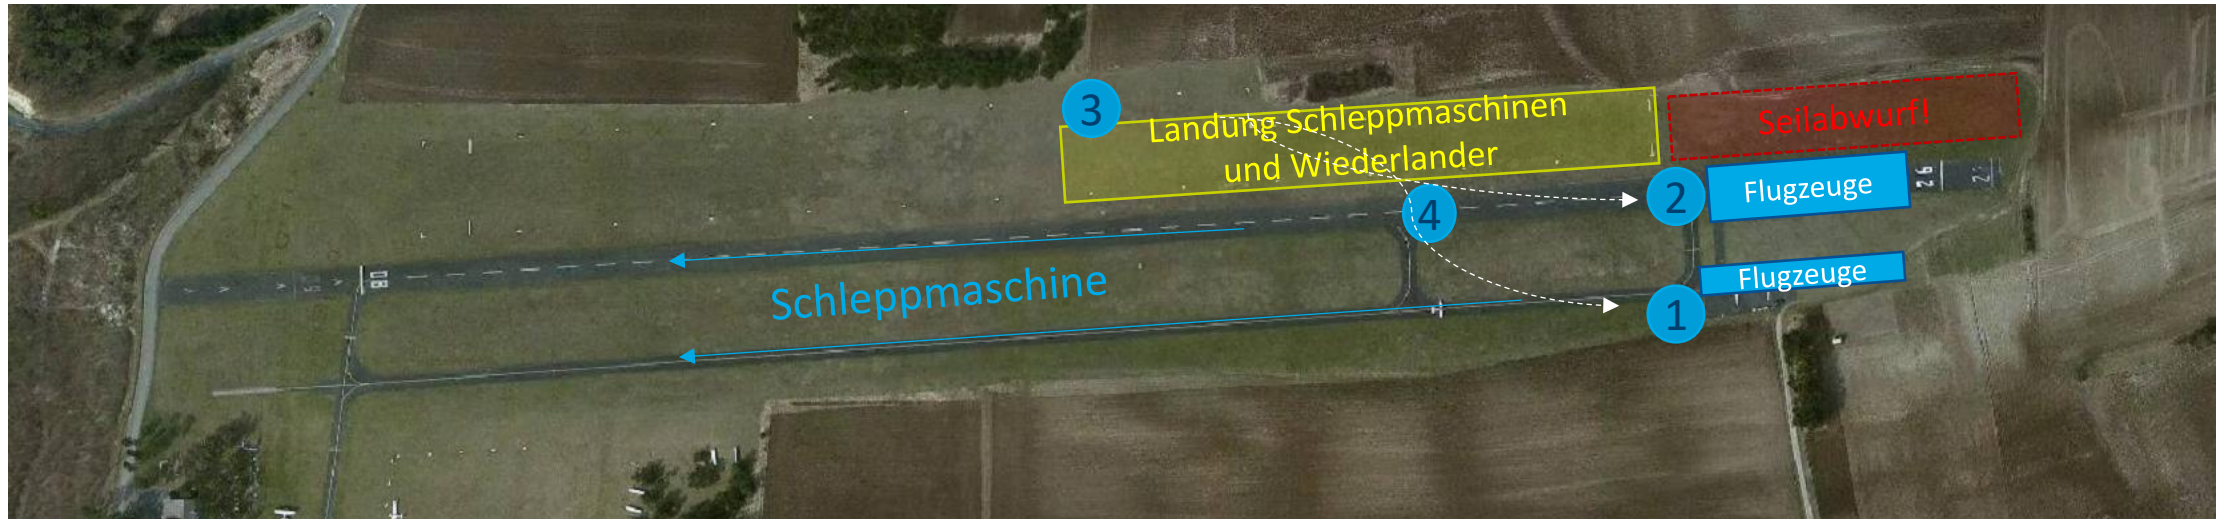 3
Landung Schleppmaschinen
und Wiederlander
Seilabwurf!
2
Flugzeuge
26
4
Flugzeuge
1
Schleppmaschine
08